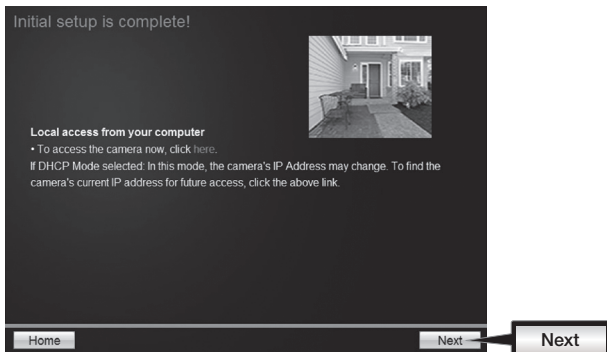 Initial setup is complete!
Local access from your computer
• To access the camera now, click here.
If DHCP Mode selected: In this mode, the camera's IP Address may change. To find the
camera's current IP address for future access, click the above link.
Home
Next
Next